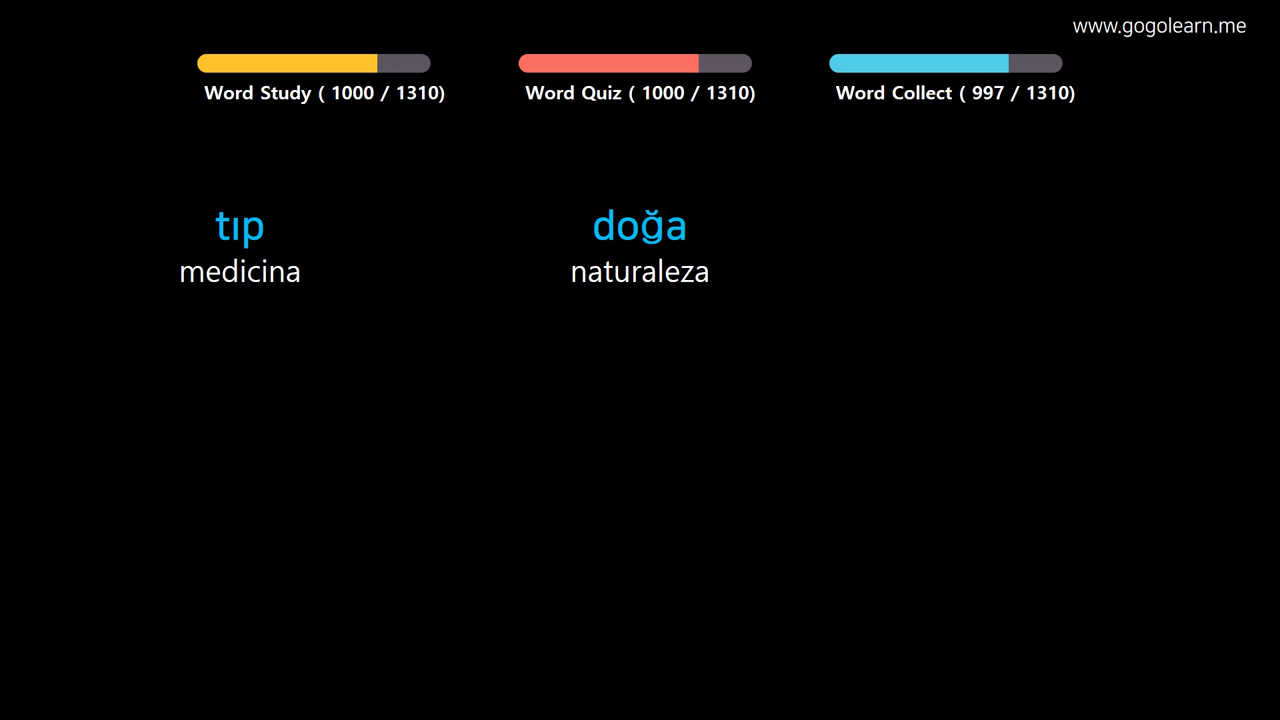 www.gogolearn.me
Word Study ( 1000 / 1310)
Word Quiz ( 1000 / 1310)
Word Collect ( 997 / 1310)
tıp
medicina
doğa
naturaleza